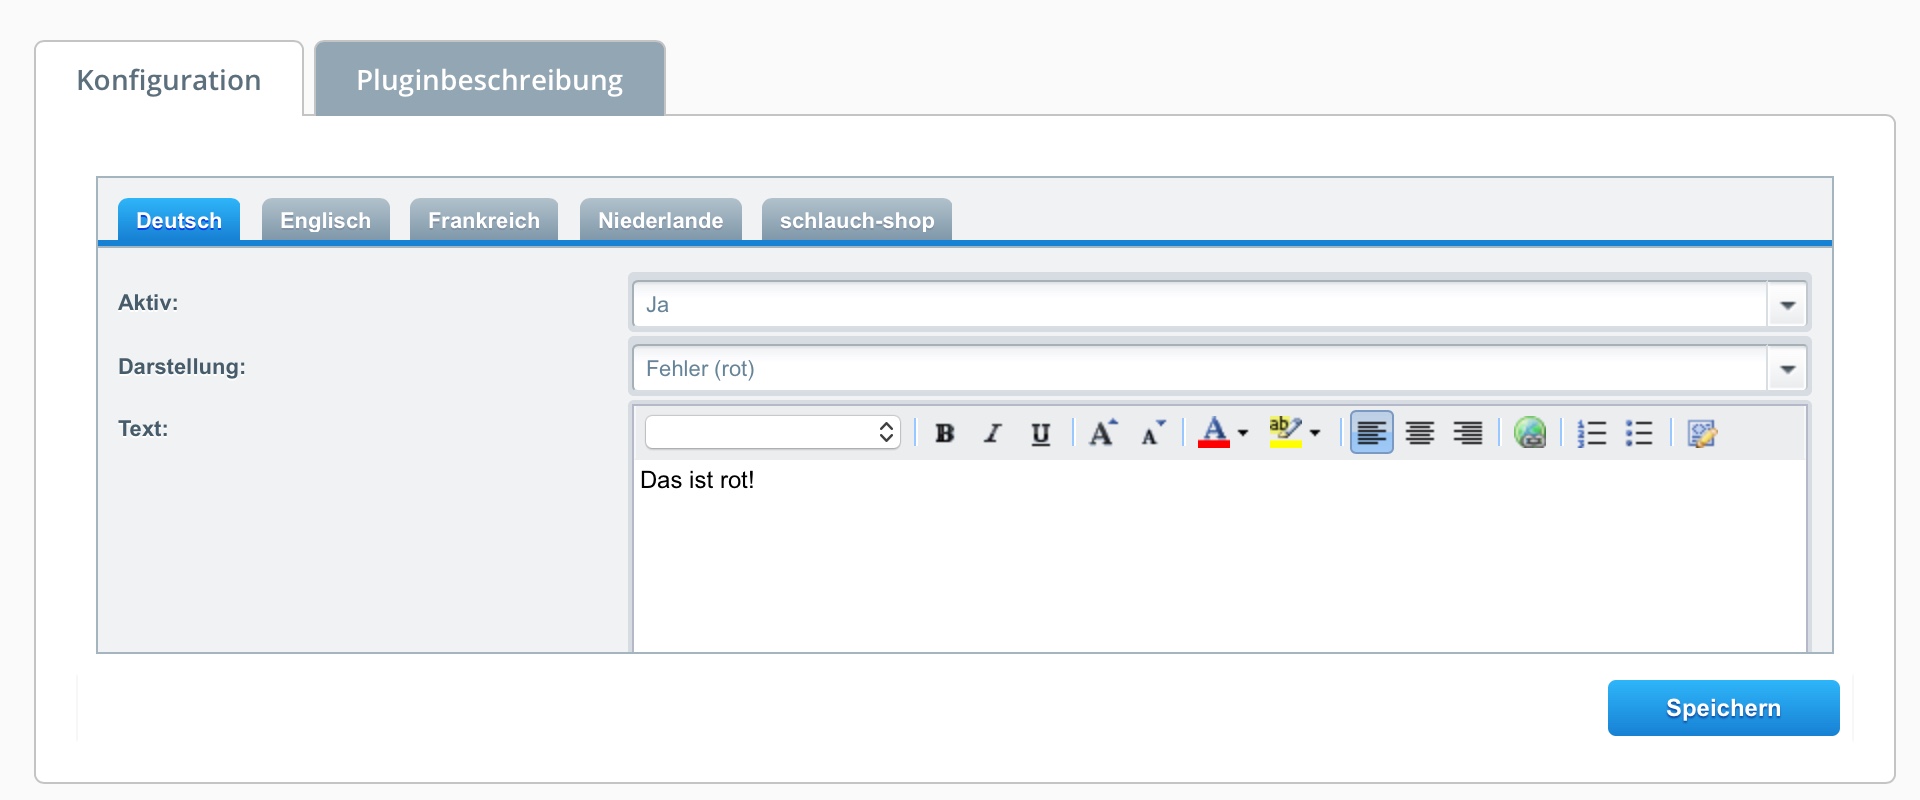 Konfiguration Pluginbeschreibung
Deutsch Englisch Frankreich Niederlande schlauch-shop
Aktiv: Ja
Darstellung: Fehler (rot)
Text: B I U A A A ab
Das ist rot!
Speichern